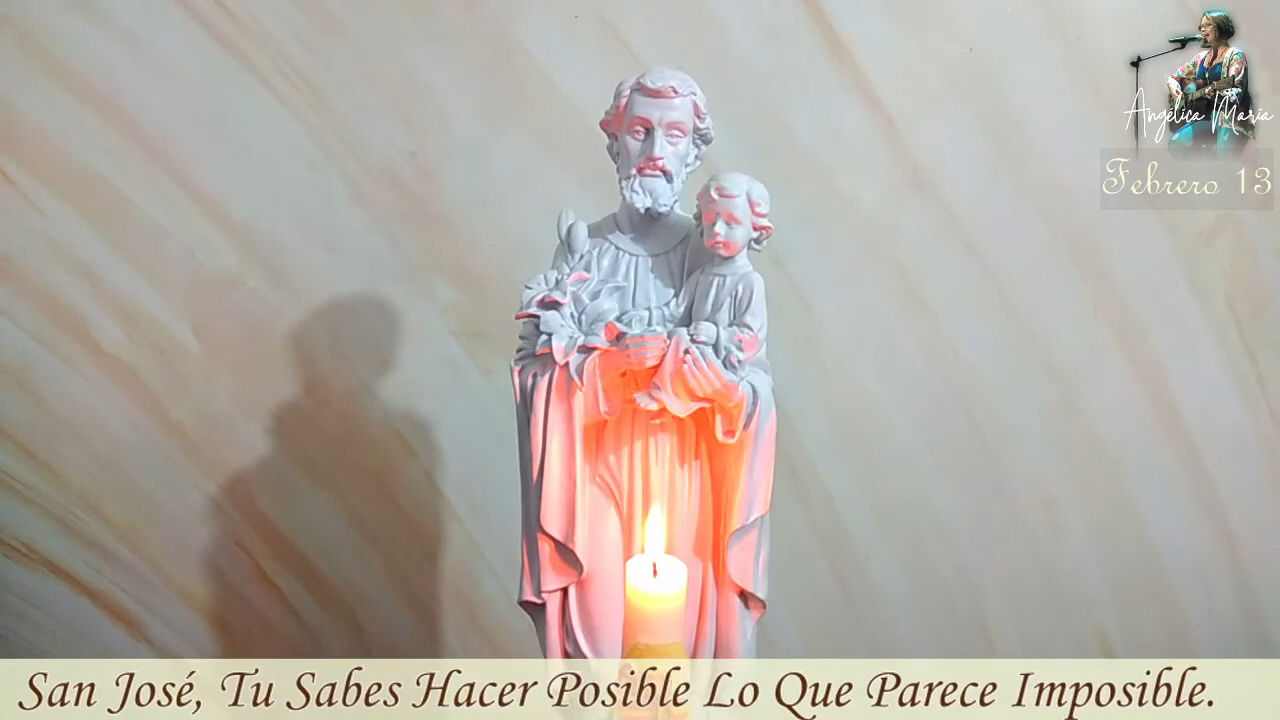 Angélica María
Febrero 13
San José, Tu Sabes Hacer Posible Lo Que Parece Imposible.